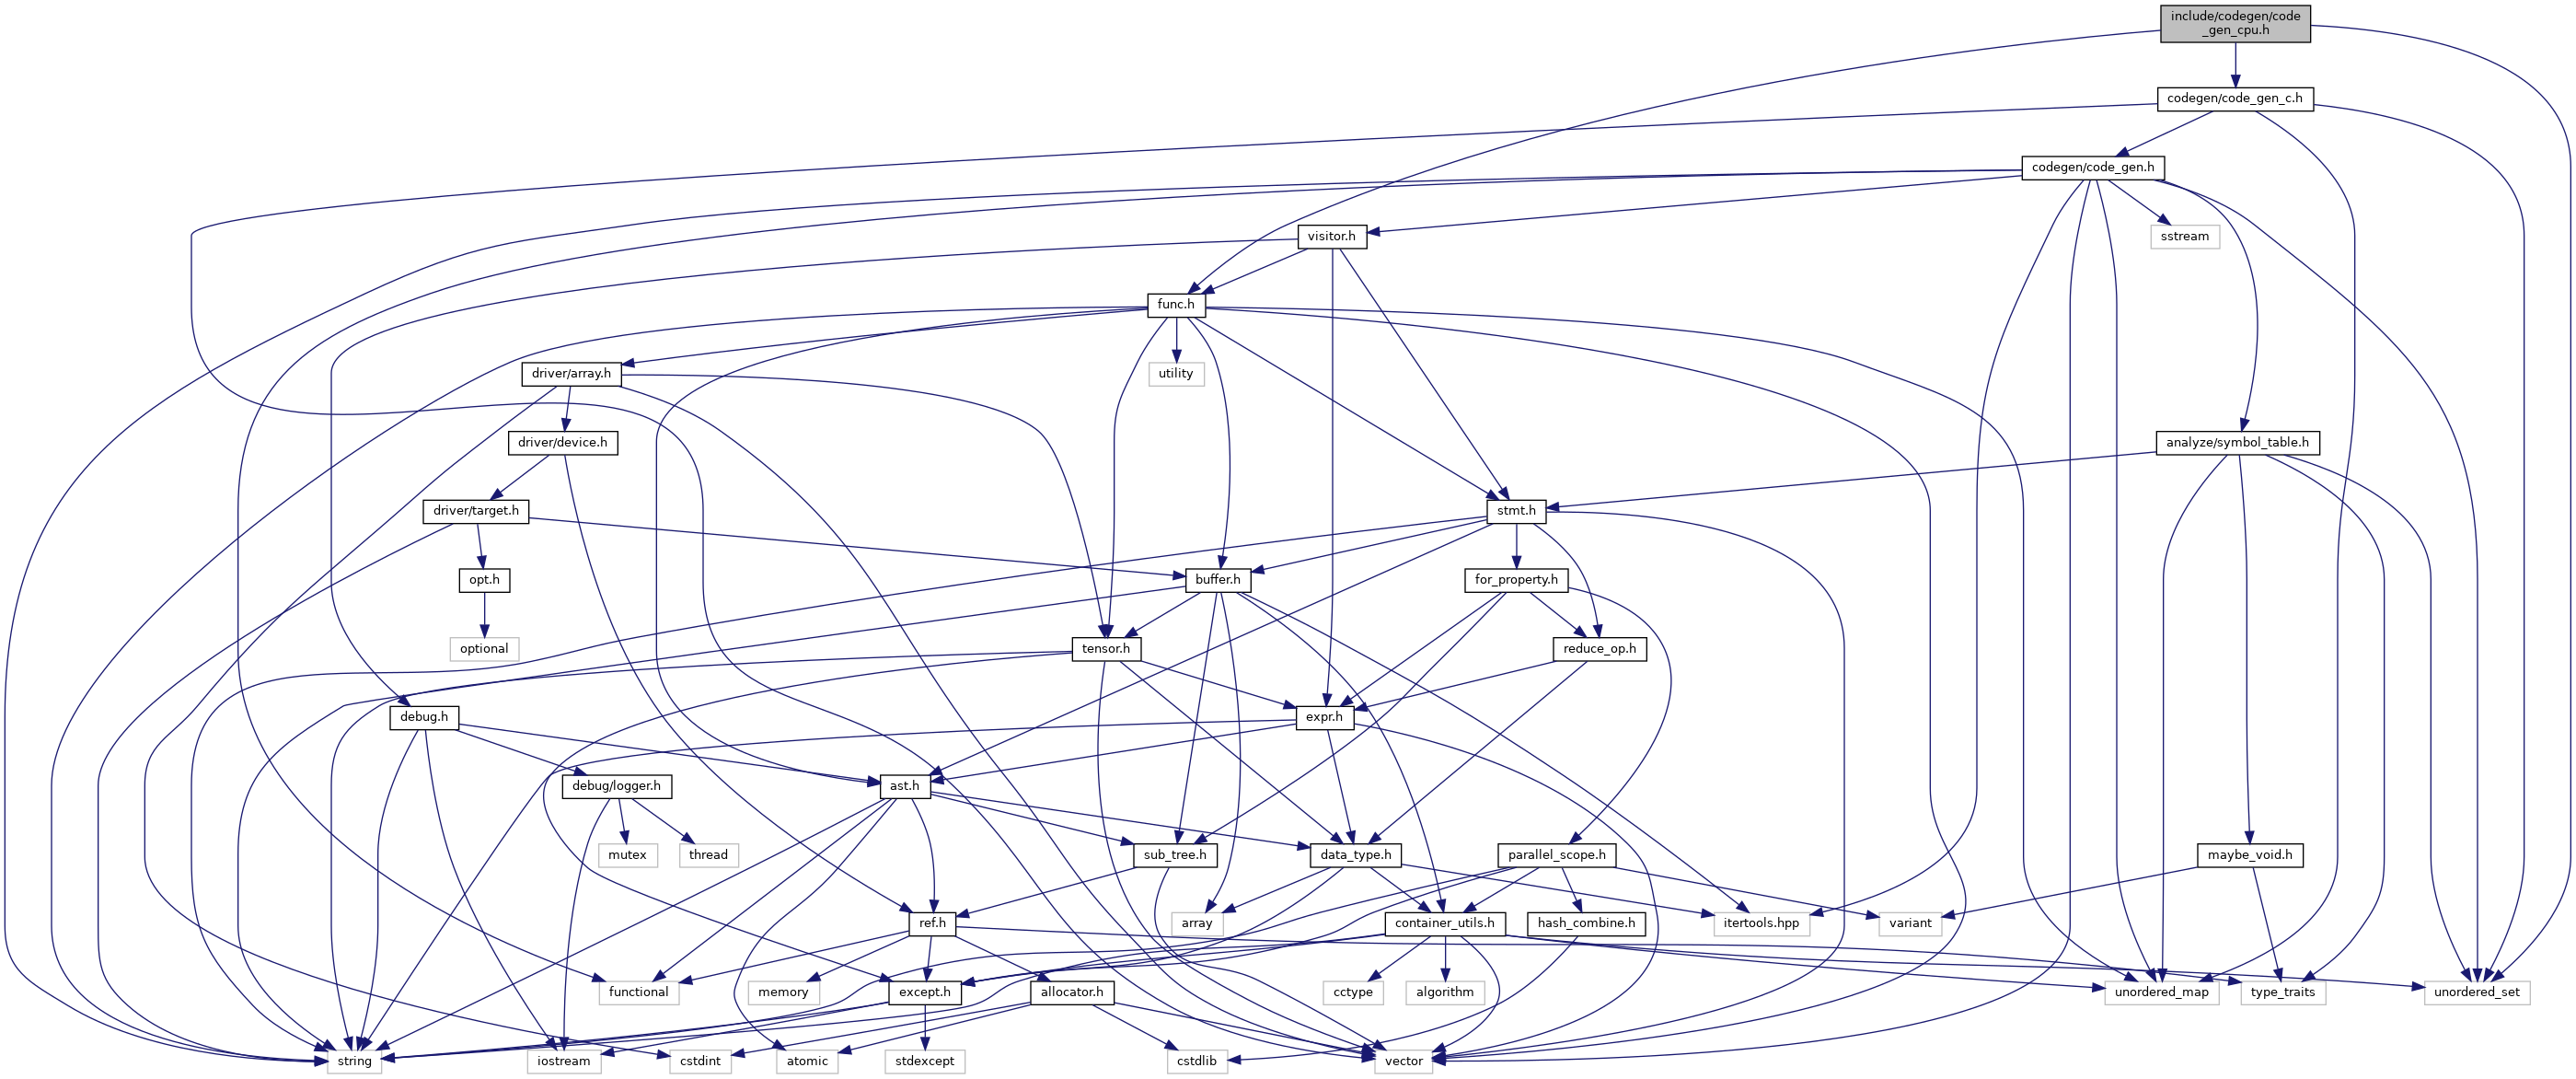 include/codegen/code
_gen_cpu.h
codegen/code_gen_c.h
codegen/code_gen.h
visitor.h
sstream
func.h
driver/array.h
utility
driver/device.h
analyze/symbol_table.h
driver/target.h
stmt.h
opt.h
buffer.h
for_property.h
optional
tensor.h
reduce_op.h
debug.h
expr.h
debug/logger.h
ast.h
mutex
thread
sub_tree.h
data_type.h
parallel_scope.h
maybe_void.h
array
ref.h
container_utils.h
hash_combine.h
itertools.hpp
variant
functional
memory
except.h
allocator.h
cctype
algorithm
unordered_map
type_traits
unordered_set
string
iostream
cstdint
atomic
stdexcept
cstdlib
vector